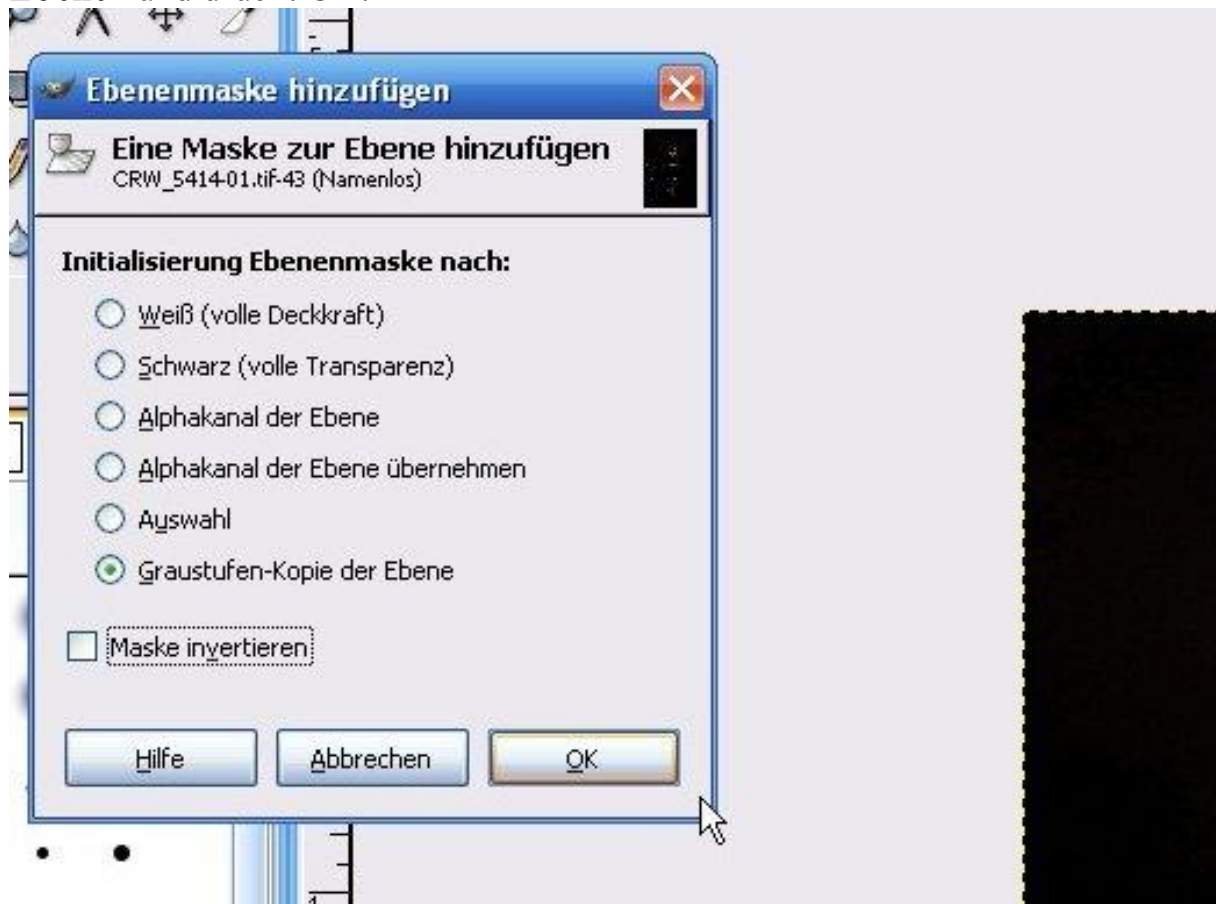 Ebenenmaske hinzufügen
Eine Maske zur Ebene hinzufügen
CRW_5414-01.tif-43 (Namenlos)
Initialisierung Ebenenmaske nach:
Weiß (volle Deckkraft)
Schwarz (volle Transparenz)
Alphakanal der Ebene
Alphakanal der Ebene übernehmen
Auswahl
Graustufen-Kopie der Ebene
Maske invertieren
Hilfe
Abbrechen
OK